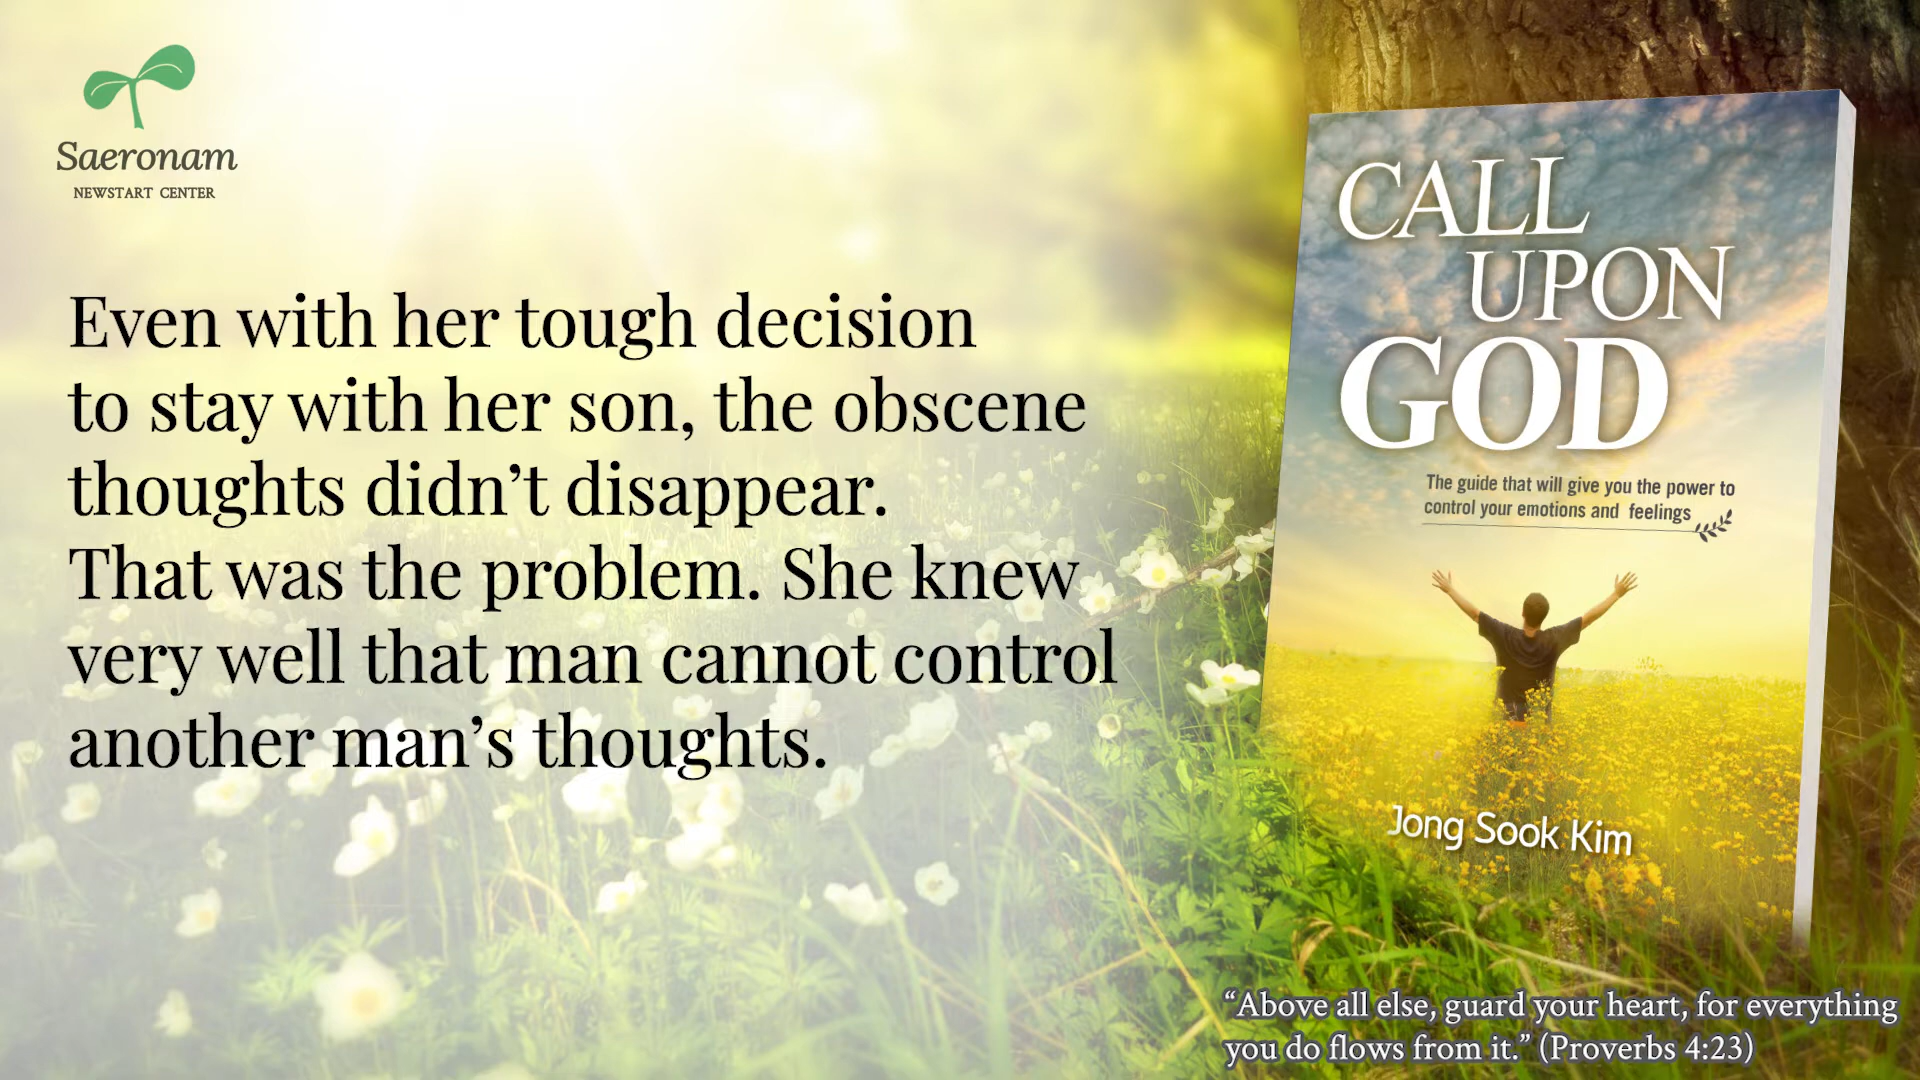 Saeronam
NEWSTART CENTER
Even with her tough decision
to stay with her son, the obscene
thoughts didn’t disappear.
That was the problem. She knew
very well that man cannot control
another man’s thoughts.
CALL
UPON
GOD
The guide that will give you the power to
control your emotions and feelings
Jong Sook Kim
“Above all else, guard your heart, for everything
you do flows from it.” (Proverbs 4:23)